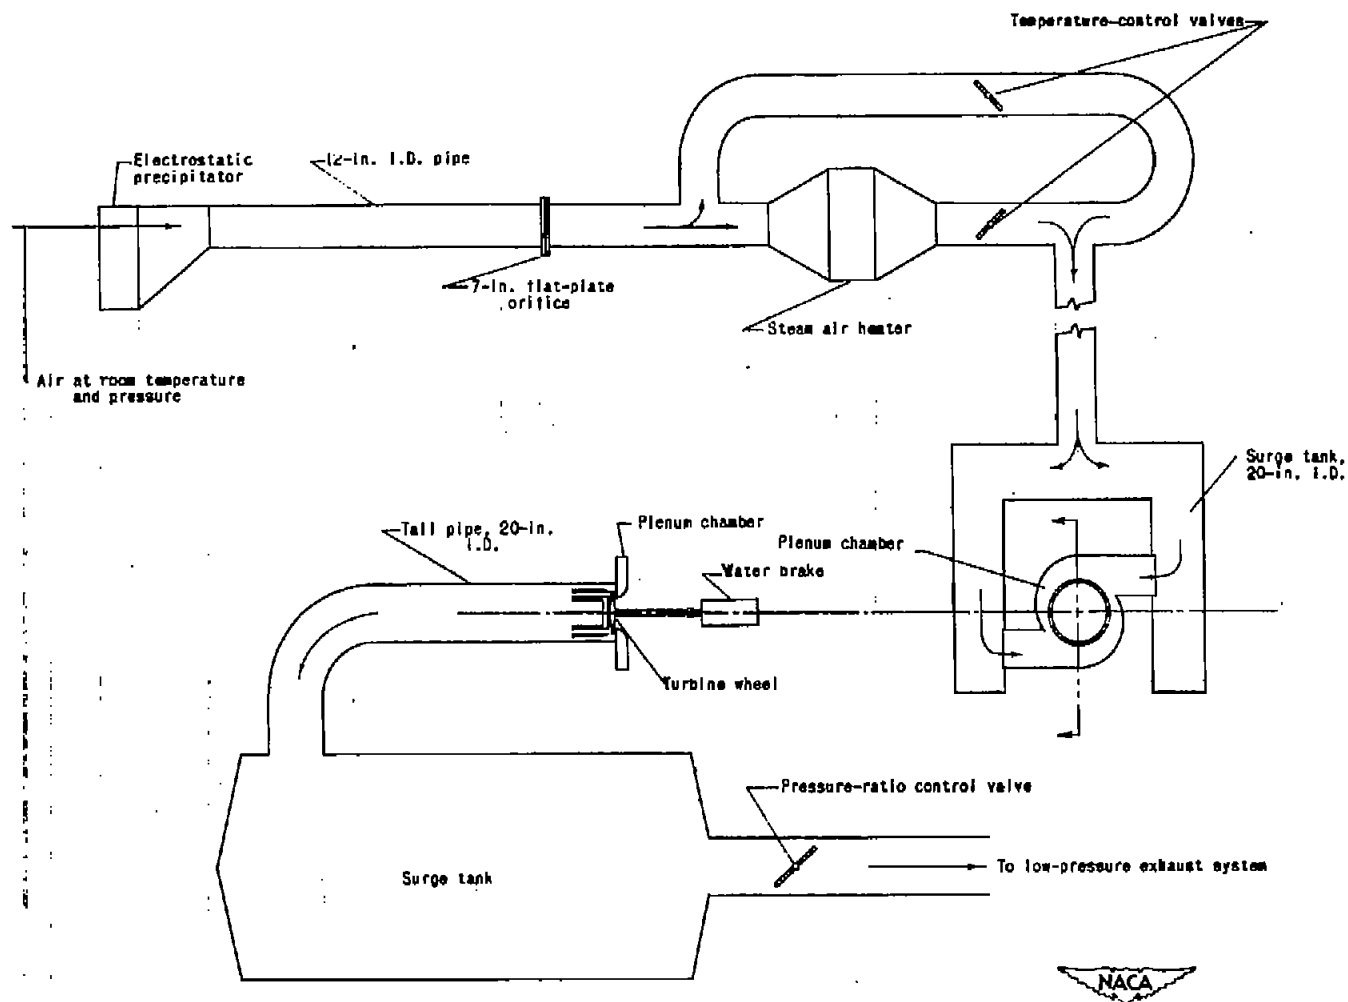 Temperature-control valves
Electrostatic
precipitator
12-in. I.D. pipe
7-in. flat-plate
orifice
Steam air heater
Air at room temperature
and pressure
Surge tank,
20-in. I.D.
Tail pipe, 20-in.
I.D.
Plenum chamber
Plenum chamber
Water brake
Turbine wheel
Pressure-ratio control valve
Surge tank
To low-pressure exhaust system
NACA